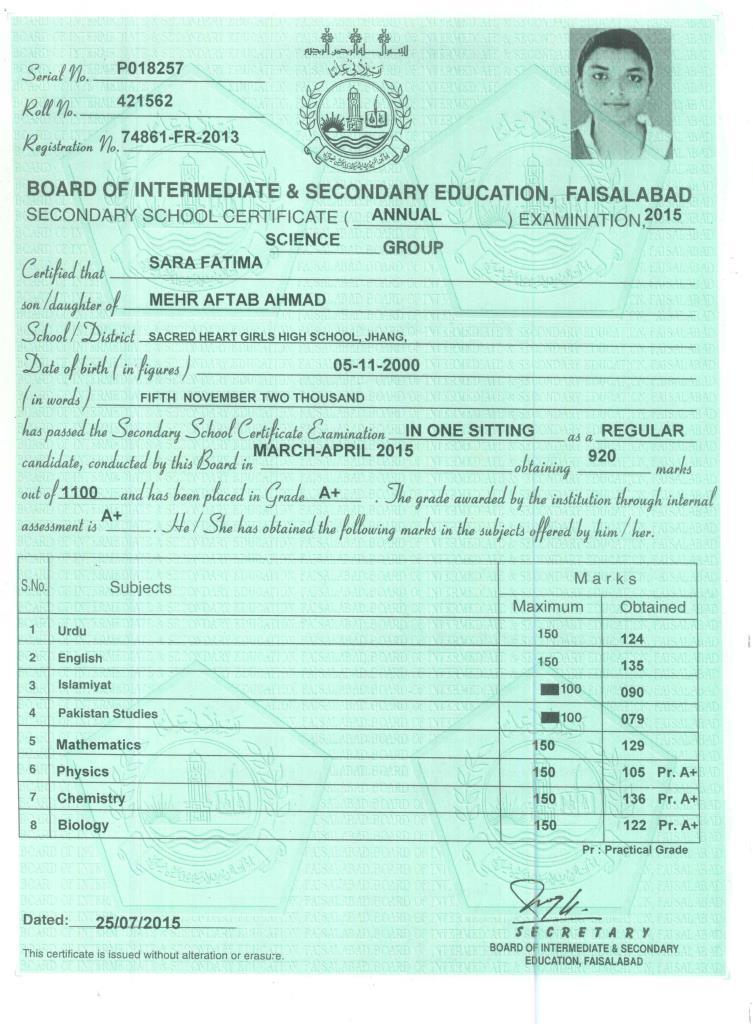 بسم الله الرحمن الرحيم
Serial No. P018257
رب زدنی علما
Roll No. 421562
Registration No. 74861-FR-2013
BOARD OF INTERMEDIATE & SECONDARY EDUCATION, FAISALABAD
SECONDARY SCHOOL CERTIFICATE ( ANNUAL ) EXAMINATION, 2015
SCIENCE GROUP
Certified that SARA FATIMA
son/daughter of MEHR AFTAB AHMAD
School / District SACRED HEART GIRLS HIGH SCHOOL, JHANG,
Date of birth ( in figures ) 05-11-2000
( in words ) FIFTH NOVEMBER TWO THOUSAND
has passed the Secondary School Certificate Examination IN ONE SITTING as a REGULAR
candidate, conducted by this Board in MARCH-APRIL 2015 obtaining 920 marks
out of 1100 and has been placed in Grade A+ . The grade awarded by the institution through internal
assessment is A+ . He / She has obtained the following marks in the subjects offered by him / her.
S.No. Subjects Marks
Maximum Obtained
1 Urdu 150 124
2 English 150 135
3 Islamiyat 100 090
4 Pakistan Studies 100 079
5 Mathematics 150 129
6 Physics 150 105 Pr. A+
7 Chemistry 150 136 Pr. A+
8 Biology 150 122 Pr. A+
Pr : Practical Grade
Dated: 25/07/2015
SECRETARY
BOARD OF INTERMEDIATE & SECONDARY
EDUCATION, FAISALABAD
This certificate is issued without alteration or erasure.